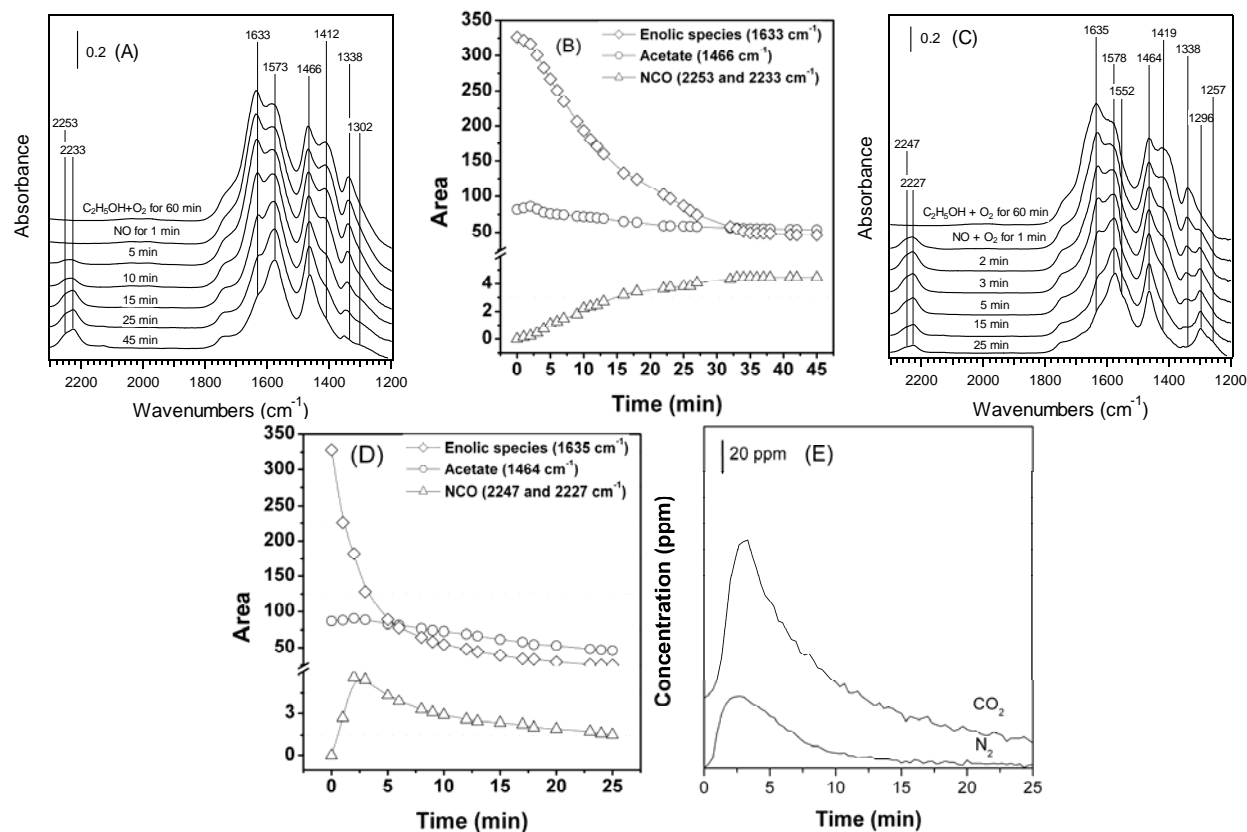 0.2 (A)
1633
1412
1573
1466
1338
1302
2253
2233
C₂H₅OH+O₂ for 60 min
NO for 1 min
5 min
10 min
15 min
25 min
45 min
Absorbance
2200 2000 1800 1600 1400 1200
Wavenumbers (cm⁻¹)
(B)
Enolic species (1633 cm⁻¹)
Acetate (1466 cm⁻¹)
NCO (2253 and 2233 cm⁻¹)
350
300
250
200
150
100
50
4
2
0
Area
0 5 10 15 20 25 30 35 40 45
Time (min)
0.2 (C)
1635
1419
1578
1464
1338
1552
1257
1296
2247
2227
C₂H₅OH + O₂ for 60 min
NO + O₂ for 1 min
2 min
3 min
5 min
15 min
25 min
Absorbance
2200 2000 1800 1600 1400 1200
Wavenumbers (cm⁻¹)
(D)
Enolic species (1635 cm⁻¹)
Acetate (1464 cm⁻¹)
NCO (2247 and 2227 cm⁻¹)
350
300
250
200
150
100
50
3
0
Area
0 5 10 15 20 25
Time (min)
20 ppm (E)
CO₂
N₂
Concentration (ppm)
0 5 10 15 20 25
Time (min)